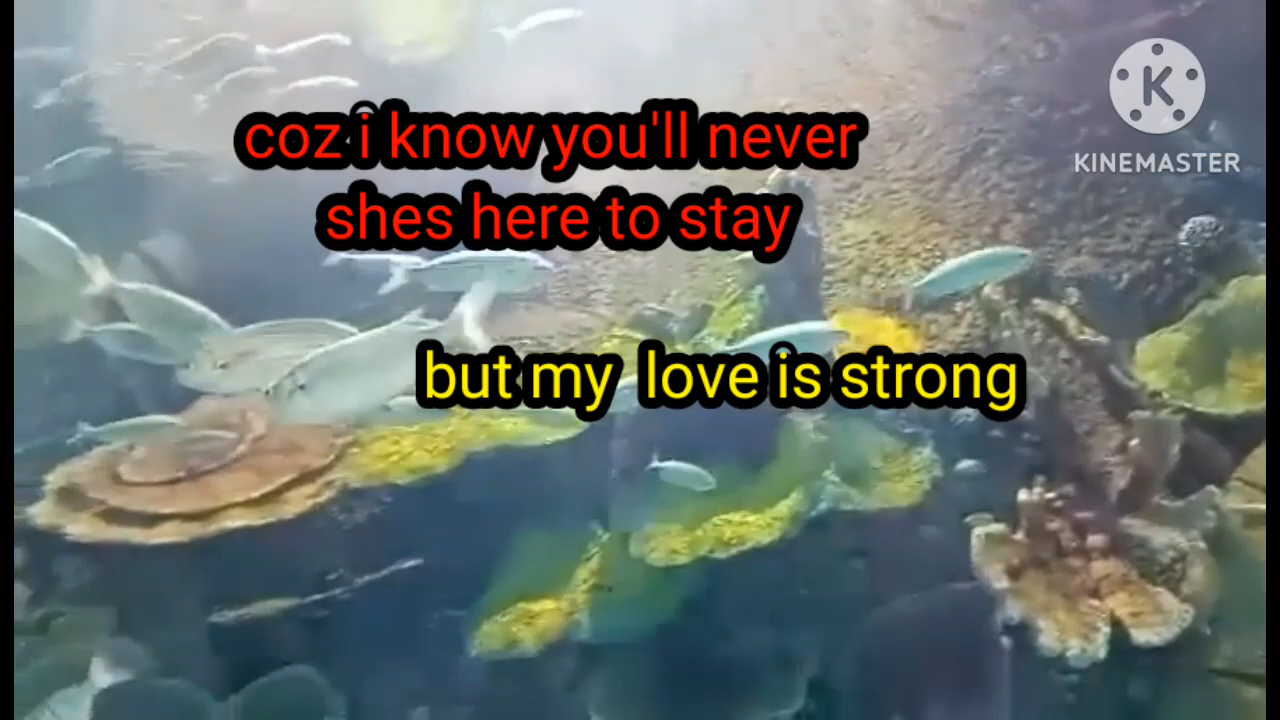 KINEMASTER
coz i know you'll never
shes here to stay
but my love is strong